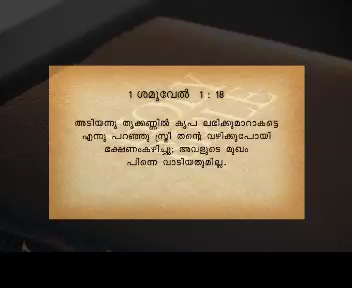 1 ശമൂവേൽ 1 : 18
അടിയന്നു തൃക്കണ്ണിൽ കൃപ ലഭിക്കുമാറാകട്ടെ
എന്നു പറഞ്ഞു സ്ത്രീ തന്റെ വഴിക്കുപോയി
ഭക്ഷണംകഴിച്ചു; അവളുടെ മുഖം
പിന്നെ വാടിയതുമില്ല.